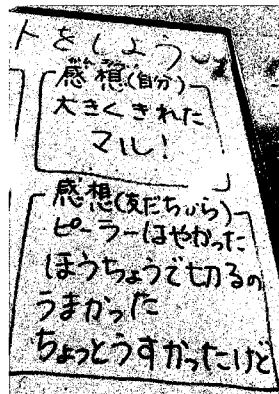 トをしよう
感想(自分)
大きくきれた
マル!
感想(友だちから)
ピーラーはやかった
ほうちょうで切るの
うまかった
ちょっとうすかったけど